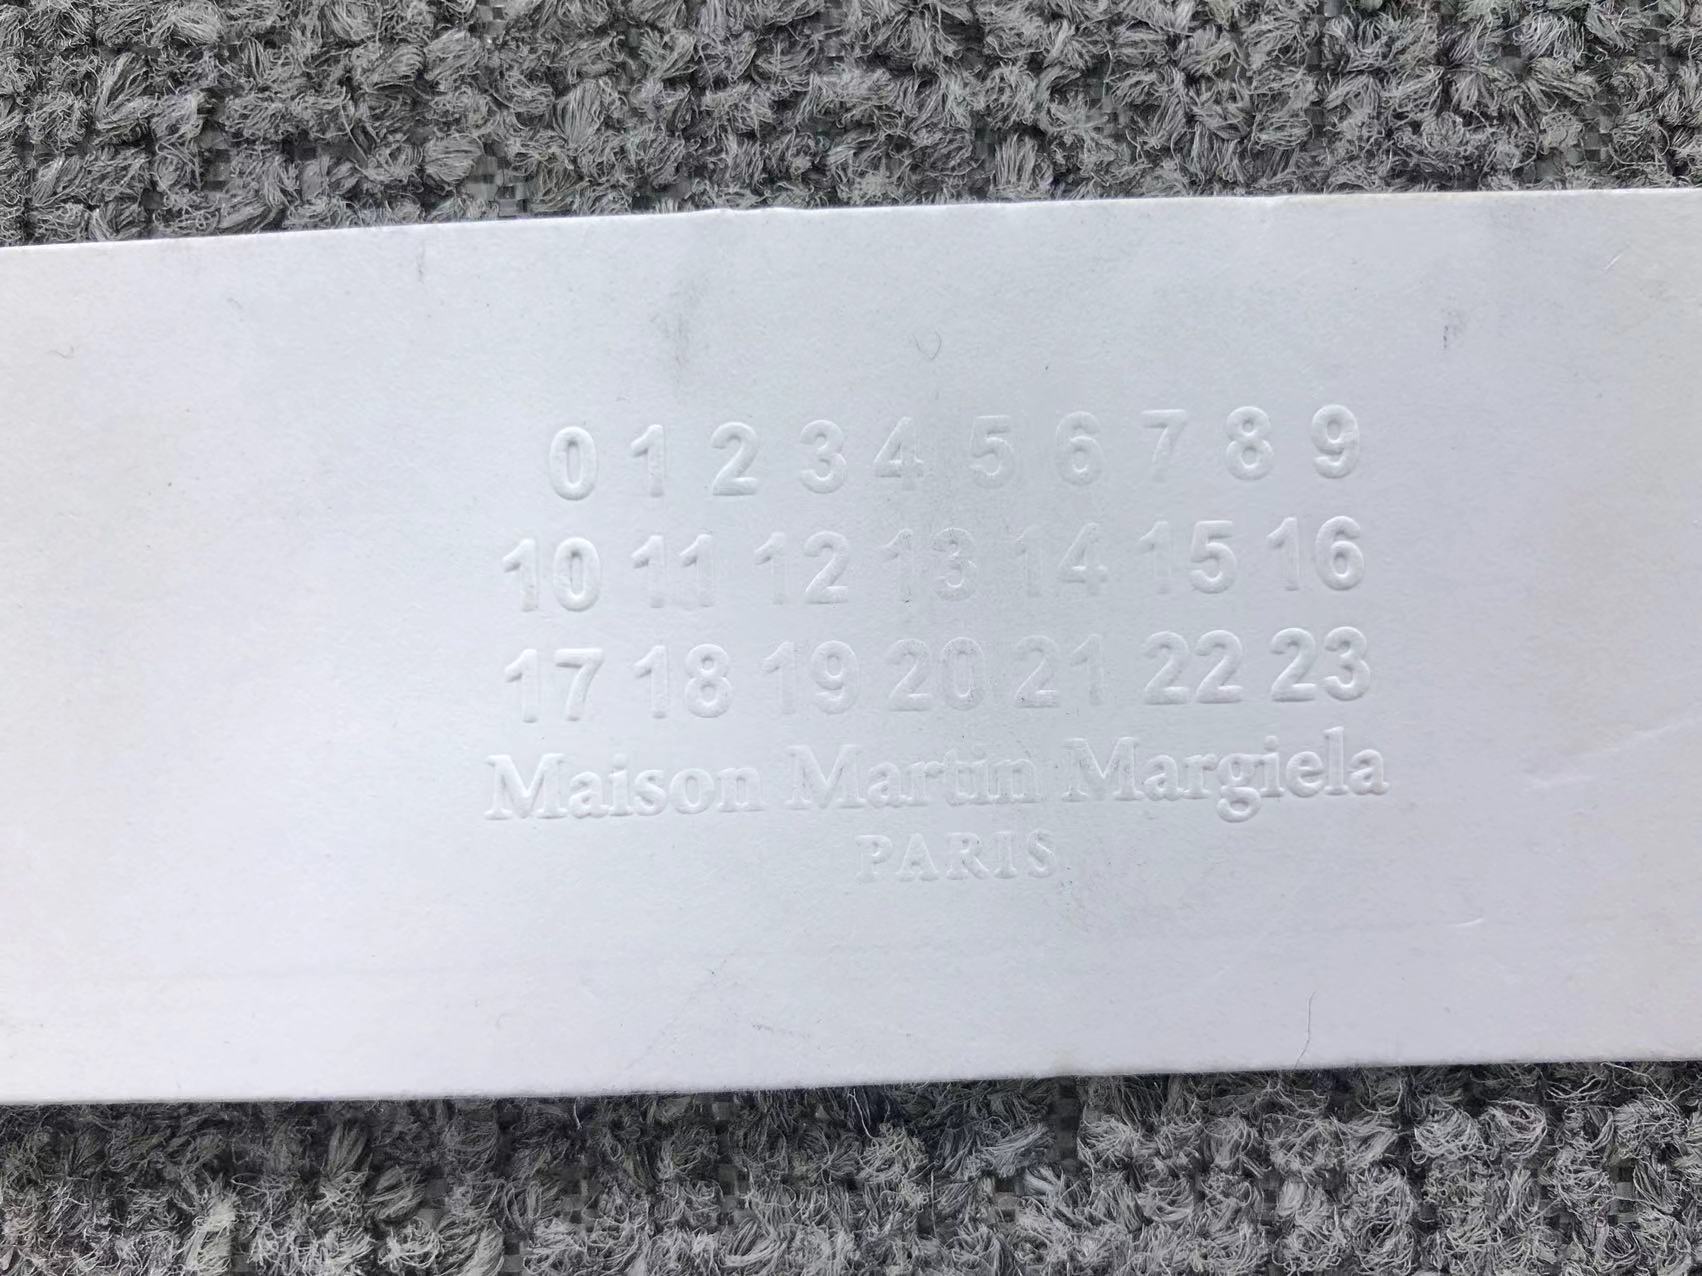 0 1 2 3 4 5 6 7 8 9
10 11 12 13 14 15 16
17 18 19 20 21 22 23
Maison Martin Margiela
PARIS